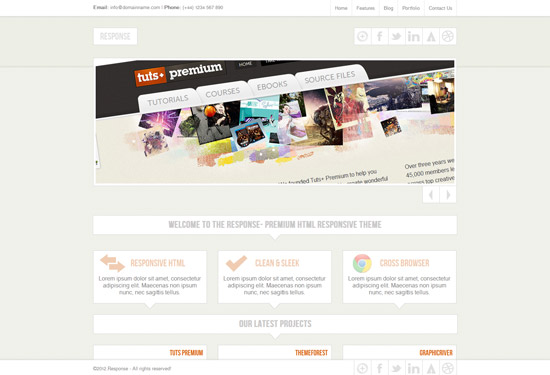 Email: info@domainname.com / Phone: (+44) 1234 567 890
Home Features Blog Portfolio Contact Us
RESPONSE
tuts+ premium
HOME
TUTORIALS COURSES EBOOKS SOURCE FILES
founded Tuts+ Premium to help you
Over three years we
45,000 members le
top creative
WELCOME TO THE RESPONSE- PREMIUM HTML RESPONSIVE THEME
RESPONSIVE HTML
Lorem ipsum dolor sit amet, consectetur
adipiscing elit. Maecenas non ipsum
nunc, nec sagitis tellus.
CLEAN & SLEEK
Lorem ipsum dolor sit amet, consectetur
adipiscing elit. Maecenas non ipsum
nunc, nec sagitis tellus.
CROSS BROWSER
Lorem ipsum dolor sit amet, consectetur
adipiscing elit. Maecenas non ipsum
nunc, nec sagitis tellus.
OUR LATEST PROJECTS
TUTS PREMIUM
THEMEFOREST
GRAPHICRIVER
©2012 Response - All rights reserved!